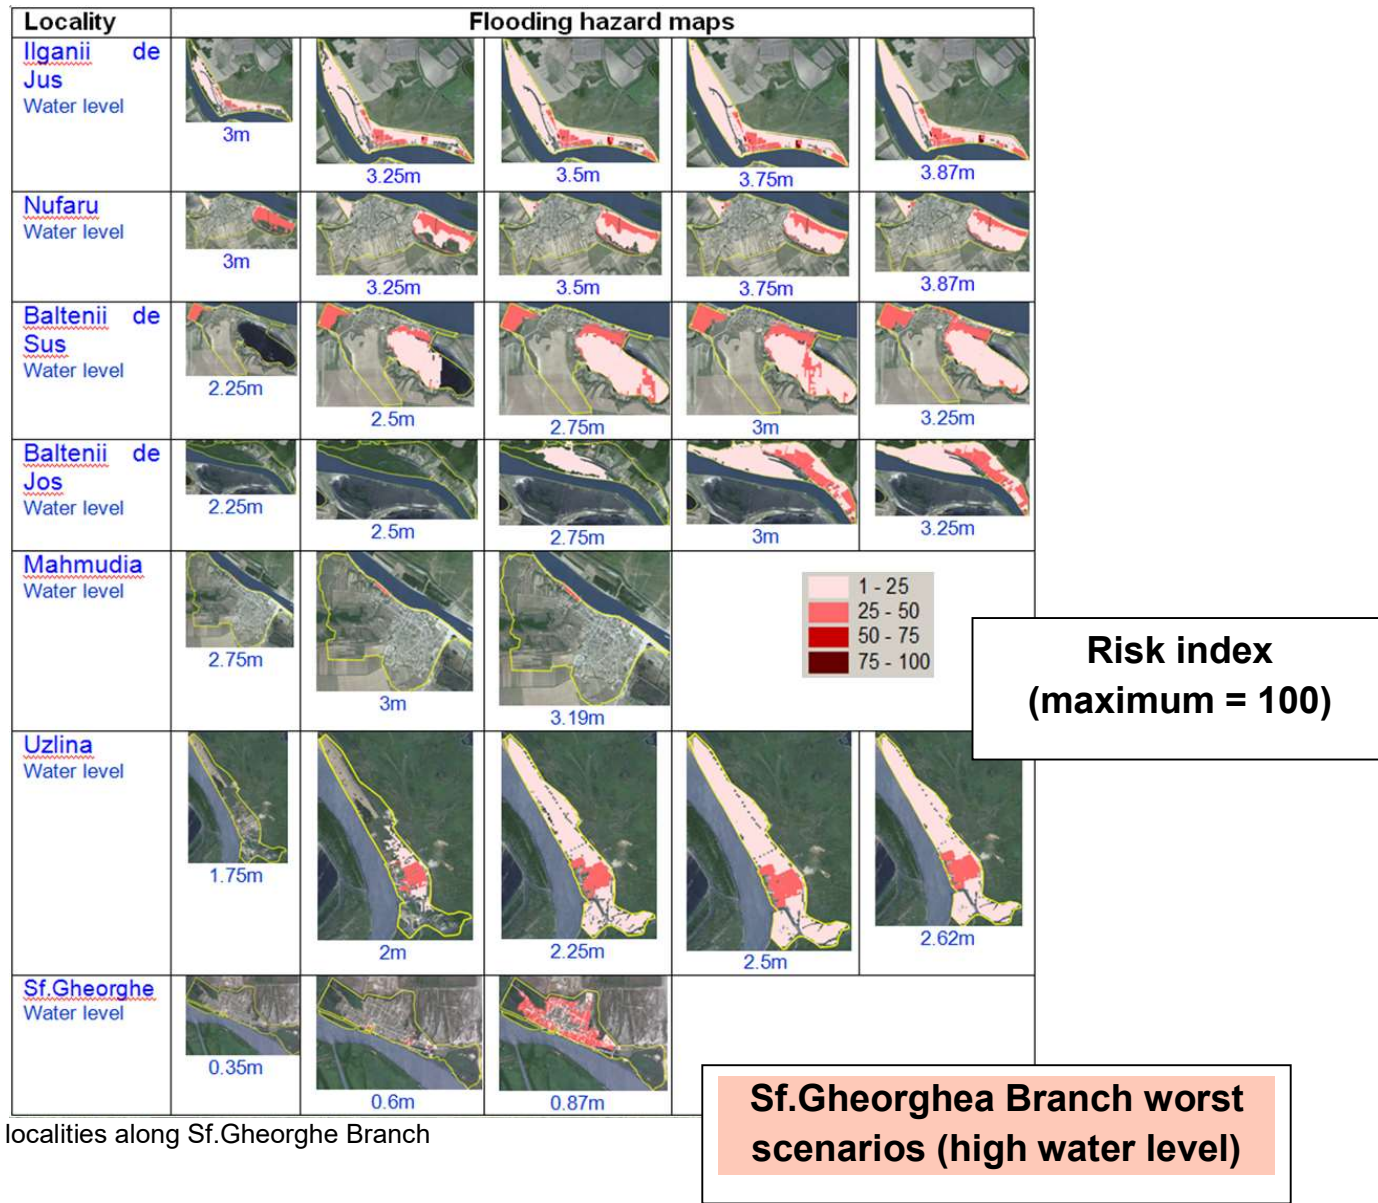 Locality Flooding hazard maps
Ilganii de
Jus
Water level
3m 3.25m 3.5m 3.75m 3.87m
Nufaru
Water level
3m 3.25m 3.5m 3.75m 3.87m
Baltenii de
Sus
Water level
2.25m 2.5m 2.75m 3m 3.25m
Baltenii de
Jos
Water level
2.25m 2.5m 2.75m 3m 3.25m
Mahmudia
Water level
2.75m 3m 3.19m
1 - 25
25 - 50
50 - 75
75 - 100
Risk index
(maximum = 100)
Uzlina
Water level
1.75m 2m 2.25m 2.5m 2.62m
Sf.Gheorghe
Water level
0.35m 0.6m 0.87m
Sf.Gheorghea Branch worst
scenarios (high water level)
localities along Sf.Gheorghe Branch